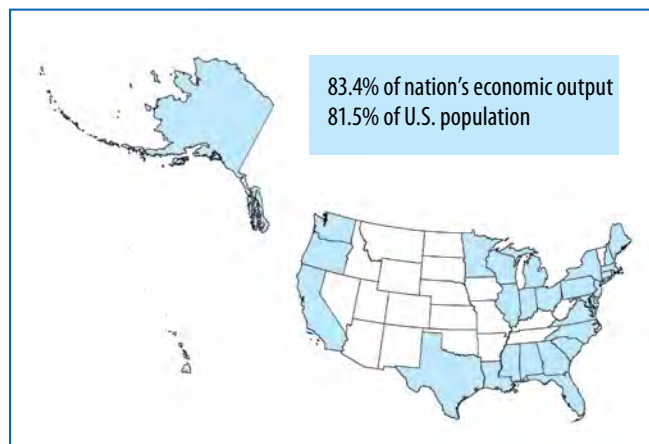 83.4% of nation’s economic output
81.5% of U.S. population